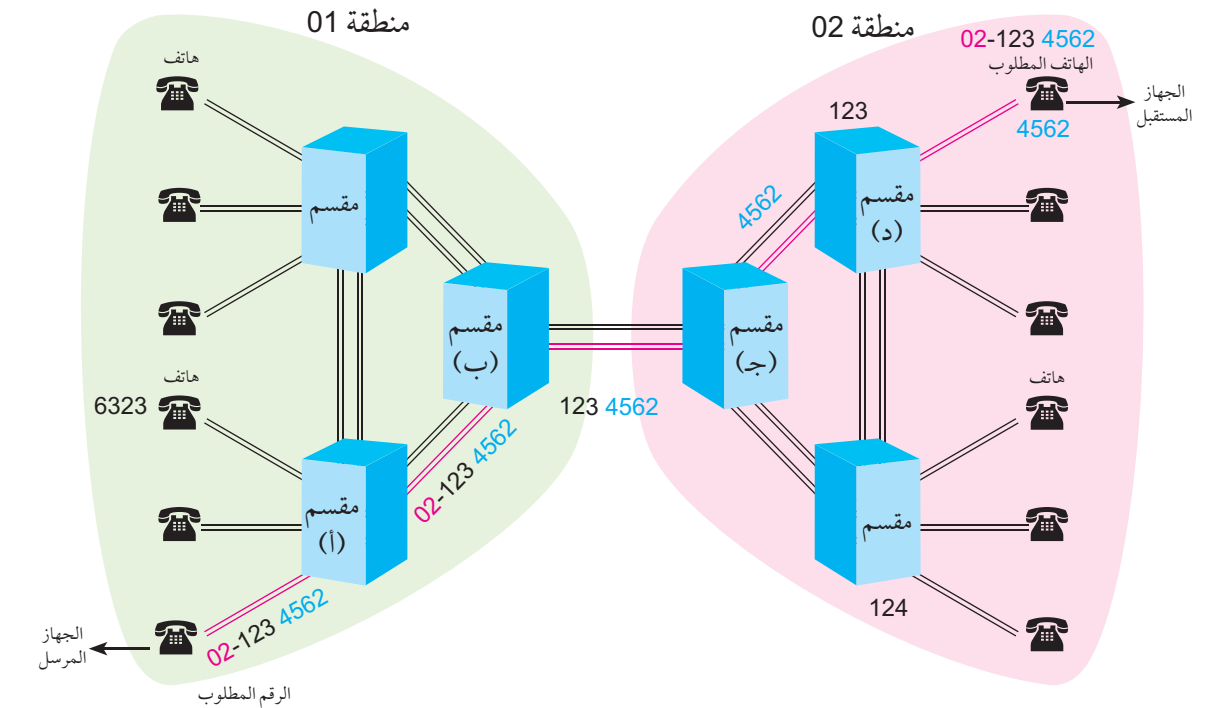 منطقة 01
منطقة 02
02-123 4562
الهاتف المطلوب
الجهاز
المستقبل
4562
هاتف
123
4562
مقسم
مقسم
(د)
مقسم
(ب)
مقسم
(جـ)
123 4562
هاتف
6323
هاتف
02-123 4562
مقسم
(أ)
مقسم
124
02-123 4562
الجهاز
المرسل
الرقم المطلوب